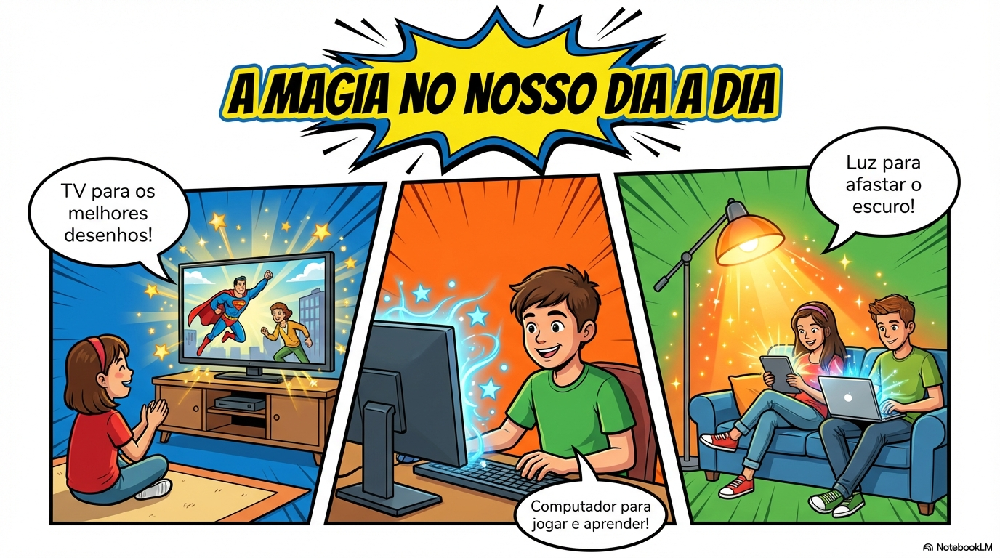 A MAGIA NO NOSSO DIA A DIA
TV para os
melhores
desenhos!
Computador para
jogar e aprender!
Luz para
afastar o
escuro!
NotebookLM